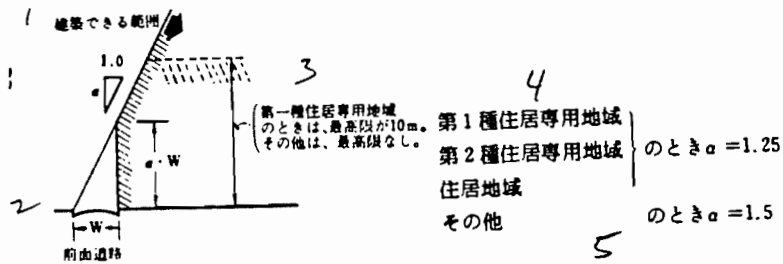 1
建築できる範囲
1.0
α
3
第一種住居専用地域
のときは、最高限が10m。
その他は、最高限なし。
α・W
2
W
前面道路
4
第1種住居専用地域
第2種住居専用地域
住居地域
のときα=1.25
その他 のときα=1.5
5